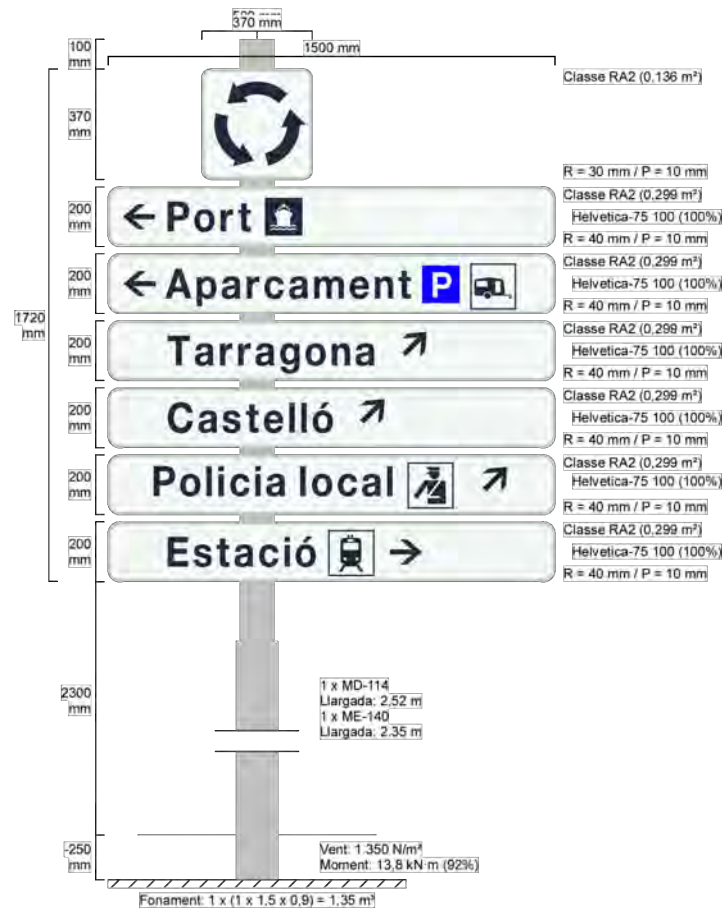 370 mm
1500 mm
100 mm
Classe RA2 (0,136 m²)
370 mm
R = 30 mm / P = 10 mm
200 mm
← Port
Classe RA2 (0,299 m²)
Helvetica-75 100 (100%)
R = 40 mm / P = 10 mm
200 mm
← Aparcament P
Classe RA2 (0,299 m²)
Helvetica-75 100 (100%)
R = 40 mm / P = 10 mm
1720 mm
200 mm
Tarragona ↗
Classe RA2 (0,299 m²)
Helvetica-75 100 (100%)
R = 40 mm / P = 10 mm
200 mm
Castelló ↗
Classe RA2 (0,299 m²)
Helvetica-75 100 (100%)
R = 40 mm / P = 10 mm
200 mm
Policia local ↗
Classe RA2 (0,299 m²)
Helvetica-75 100 (100%)
R = 40 mm / P = 10 mm
200 mm
Estació →
Classe RA2 (0,299 m²)
Helvetica-75 100 (100%)
R = 40 mm / P = 10 mm
2300 mm
1 x MD-114
Llargada: 2,52 m
1 x ME-140
Llargada: 2,35 m
-250 mm
Vent: 1.350 N/m²
Moment: 13,8 kN·m (92%)
Fonament: 1 x (1 x 1,5 x 0,9) = 1,35 m³